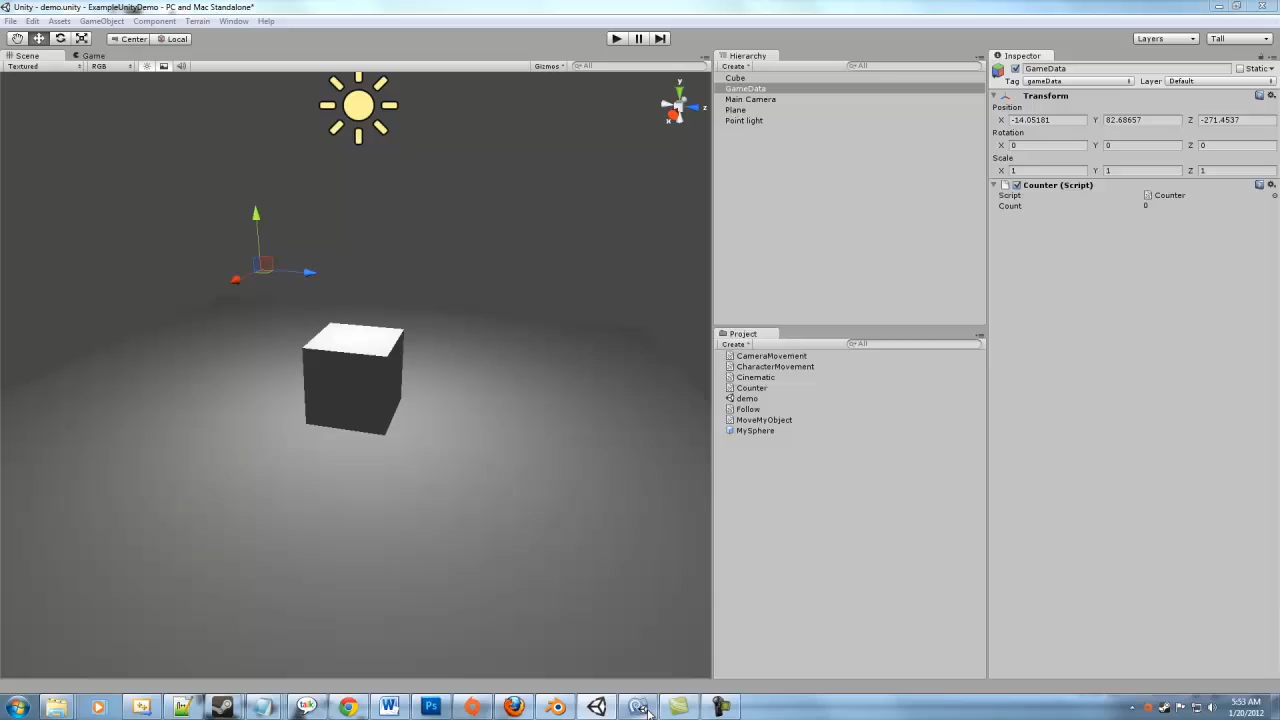 Unity - demo.unity - ExampleUnityDemo - PC and Mac Standalone*
File Edit Assets GameObject Component Terrain Window Help
Center Local Layers Tall
Scene Game
Textured RGB Gizmos All
y
z
x
Hierarchy
Create All
Cube
GameData
Main Camera
Plane
Point light
Project
Create All
CameraMovement
CharacterMovement
Cinematic
Counter
demo
Follow
MoveMyObject
MySphere
Inspector
GameData Static
Tag gameData Layer Default
Transform
Position
X -14.05181 Y 82.68657 Z -271.4537
Rotation
X 0 Y 0 Z 0
Scale
X 1 Y 1 Z 1
Counter (Script)
Script Counter
Count 0
talk
5:53 AM
1/20/2012